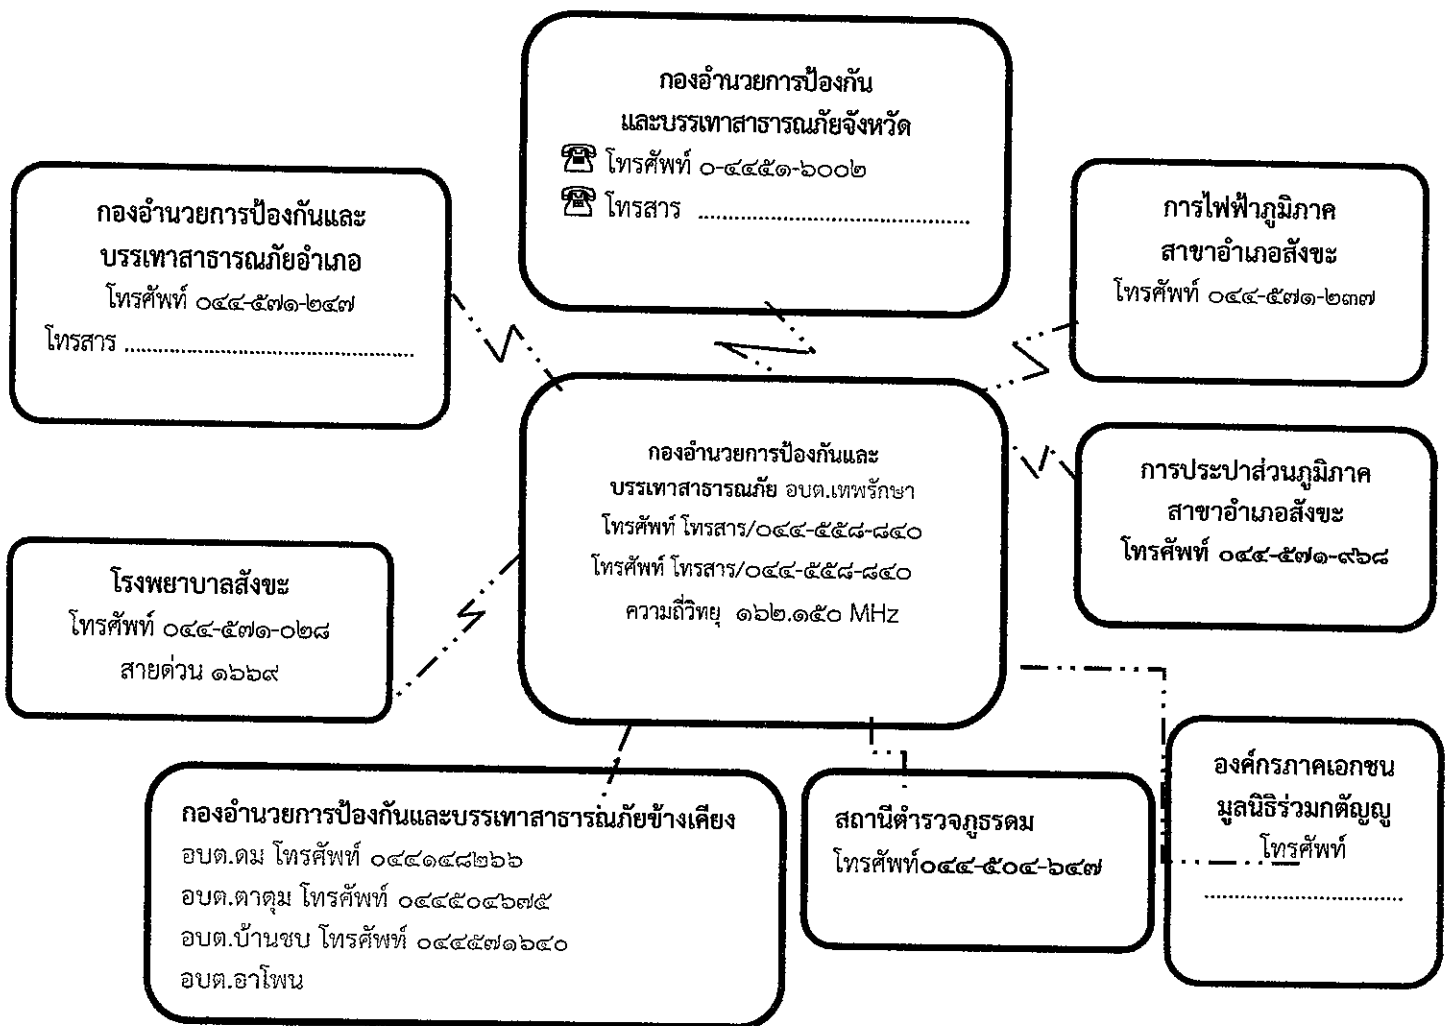 กองอำนวยการป้องกัน
และบรรเทาสาธารณภัยจังหวัด
โทรศัพท์ ๐-๔๔๕๑-๖๐๐๒
โทรสาร ........................................
กองอำนวยการป้องกันและ
บรรเทาสาธารณภัยอำเภอ
โทรศัพท์ ๐๔๔-๕๗๑-๒๔๗
โทรสาร ...........................................
การไฟฟ้าภูมิภาค
สาขาอำเภอสังขะ
โทรศัพท์ ๐๔๔-๕๗๑-๒๓๗
กองอำนวยการป้องกันและ
บรรเทาสาธารณภัย อบต.เทพรักษา
โทรศัพท์ โทรสาร/๐๔๔-๕๕๘-๘๔๐
โทรศัพท์ โทรสาร/๐๔๔-๕๕๘-๘๔๐
ความถี่วิทยุ ๑๖๒.๑๕๐ MHz
การประปาส่วนภูมิภาค
สาขาอำเภอสังขะ
โทรศัพท์ ๐๔๔-๕๗๑-๙๖๘
โรงพยาบาลสังขะ
โทรศัพท์ ๐๔๔-๕๗๑-๐๒๘
สายด่วน ๑๖๖๙
กองอำนวยการป้องกันและบรรเทาสาธารณภัยข้างเคียง
อบต.ดม โทรศัพท์ ๐๔๔๑๔๘๒๖๖
อบต.ตาตุม โทรศัพท์ ๐๔๔๕๐๔๖๗๕
อบต.บ้านชบ โทรศัพท์ ๐๔๔๕๗๑๖๔๐
อบต.อาโพน
สถานีตำรวจภูธรดม
โทรศัพท์๐๔๔-๕๐๔-๖๔๗
องค์กรภาคเอกชน
มูลนิธิร่วมกตัญญู
โทรศัพท์
..............................